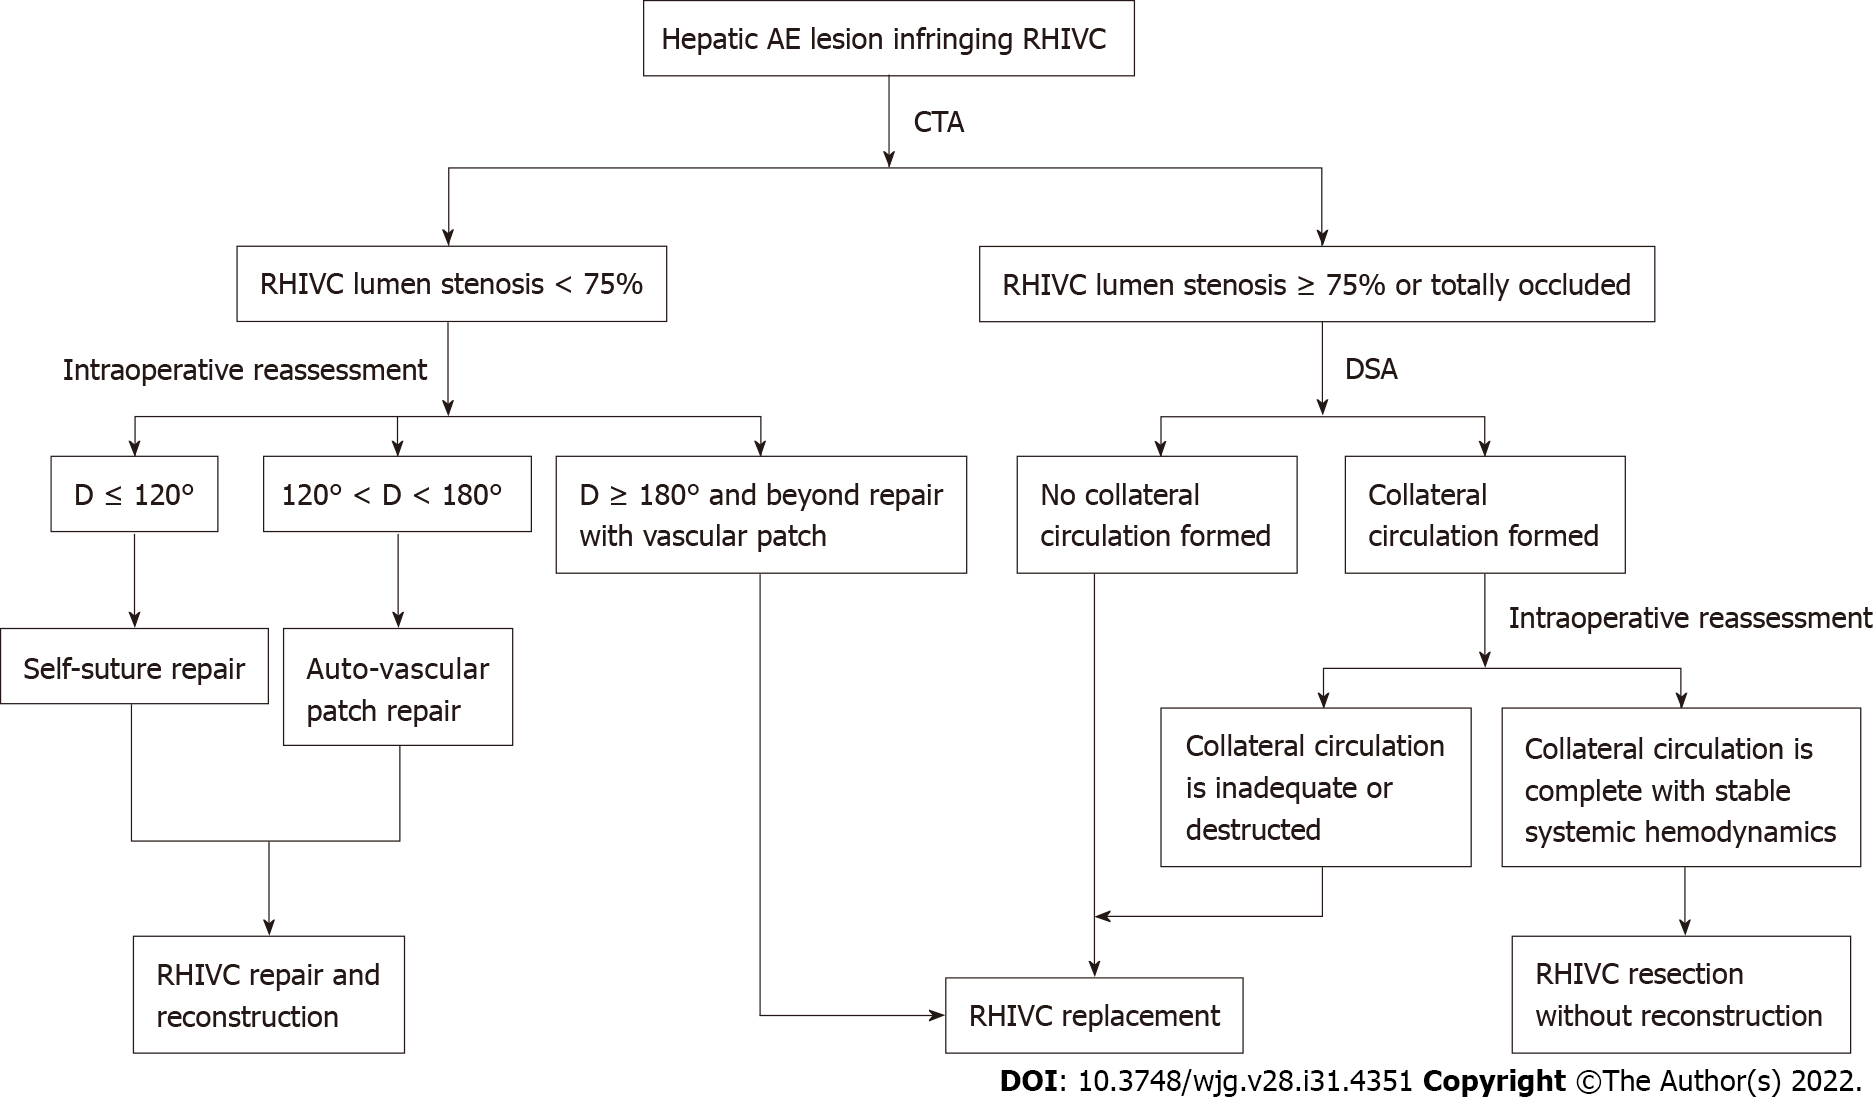 Hepatic AE lesion infringing RHIVC
CTA
RHIVC lumen stenosis < 75%
RHIVC lumen stenosis ≥ 75% or totally occluded
Intraoperative reassessment
DSA
D ≤ 120°
120° < D < 180°
D ≥ 180° and beyond repair
with vascular patch
No collateral
circulation formed
Collateral
circulation formed
Intraoperative reassessment
Self-suture repair
Auto-vascular
patch repair
Collateral circulation
is inadequate or
destructed
Collateral circulation is
complete with stable
systemic hemodynamics
RHIVC repair and
reconstruction
RHIVC replacement
RHIVC resection
without reconstruction
DOI: 10.3748/wjg.v28.i31.4351 Copyright ©The Author(s) 2022.